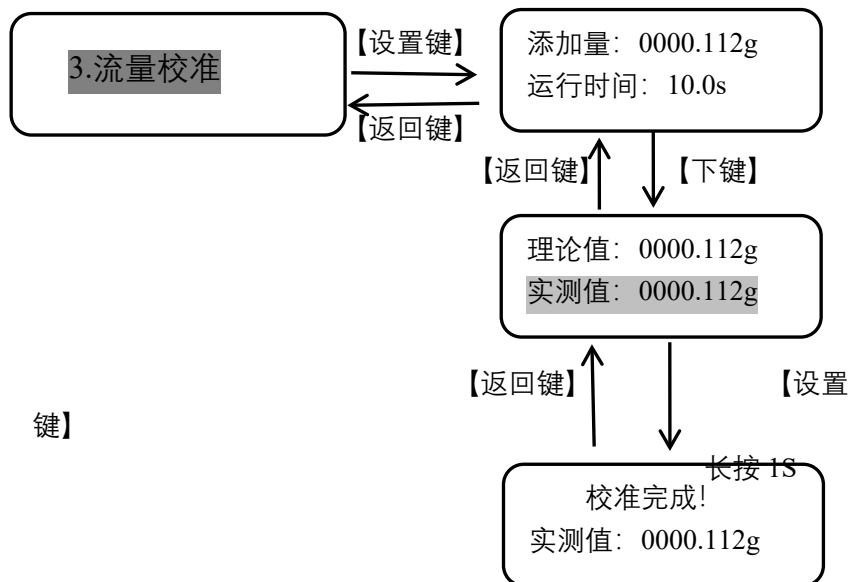 3.流量校准
【设置键】
【返回键】
添加量：0000.112g
运行时间：10.0s
【返回键】
【下键】
理论值：0000.112g
实测值：0000.112g
【返回键】
【设置
键】
长按 1S
校准完成！
实测值：0000.112g